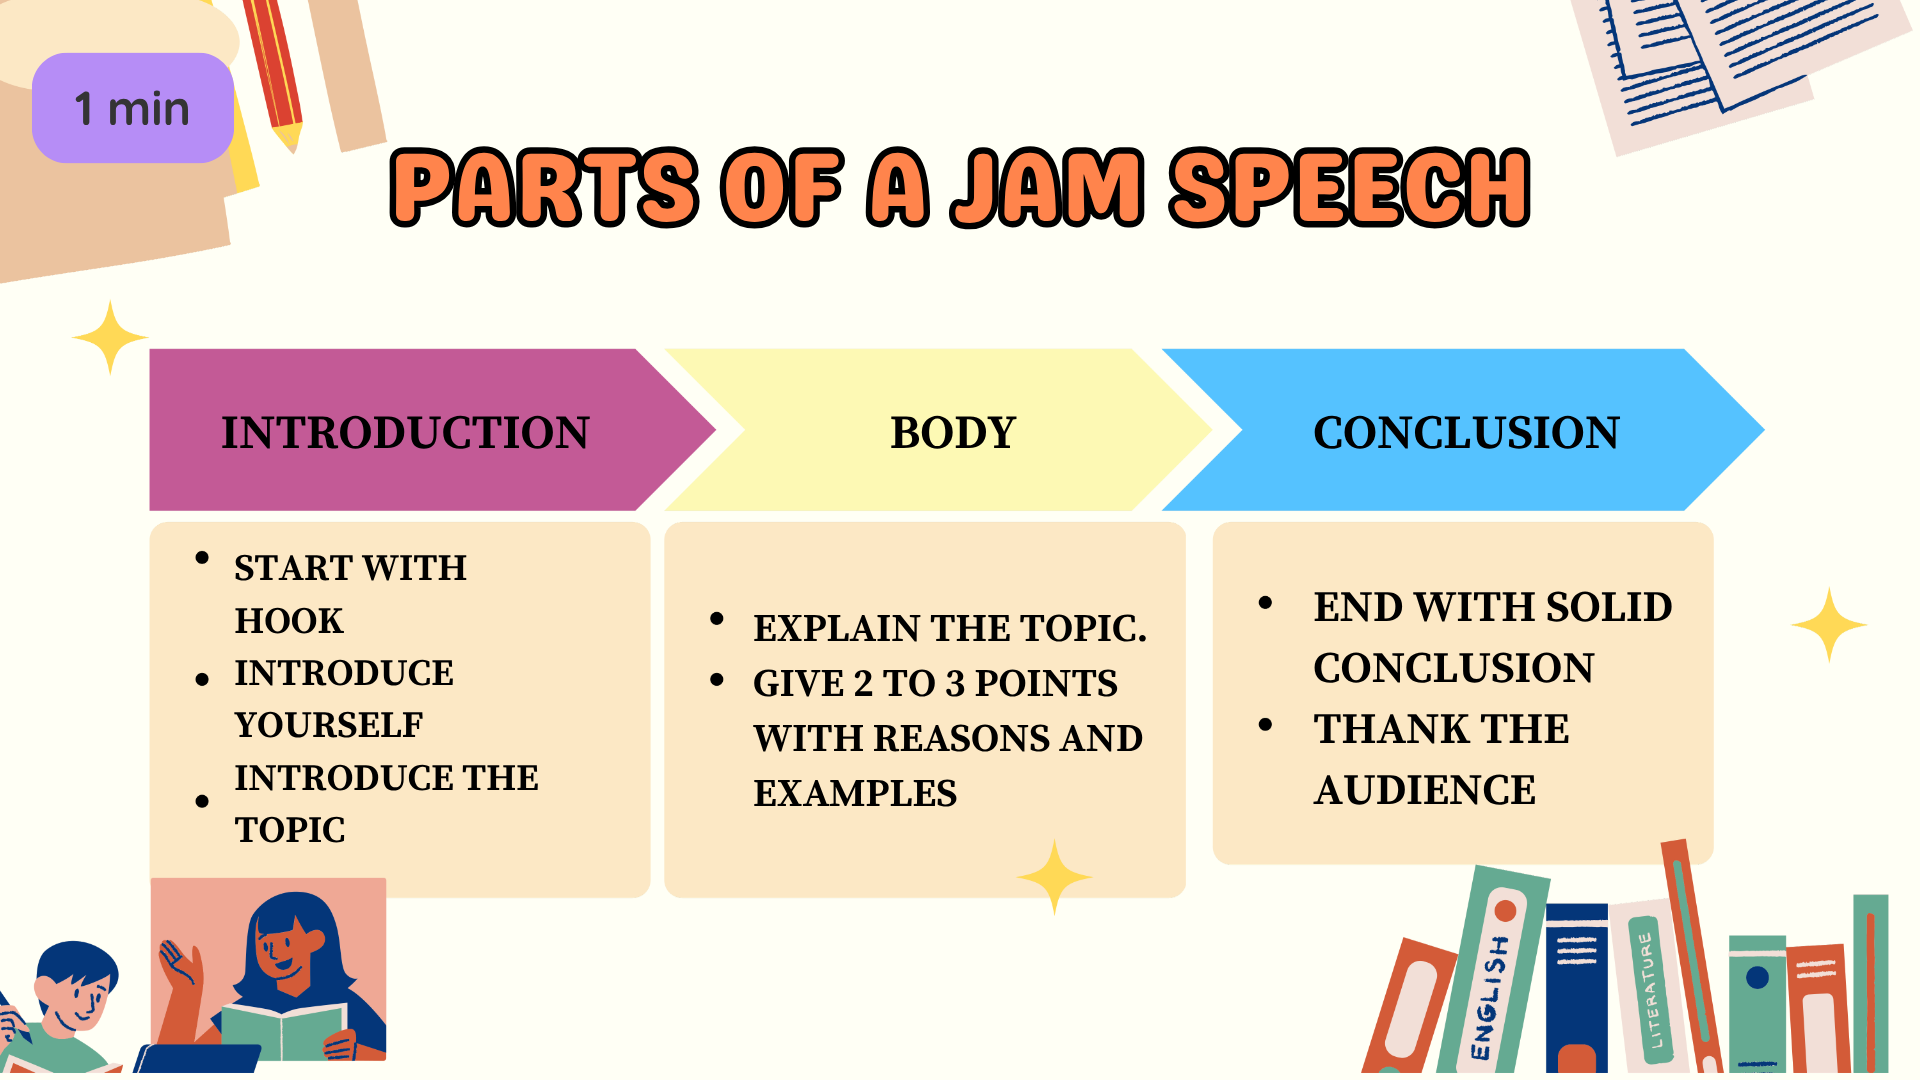 1 min
PARTS OF A JAM SPEECH
INTRODUCTION
BODY
CONCLUSION
• START WITH
HOOK
• INTRODUCE
YOURSELF
• INTRODUCE THE
TOPIC
• EXPLAIN THE TOPIC.
• GIVE 2 TO 3 POINTS
WITH REASONS AND
EXAMPLES
• END WITH SOLID
CONCLUSION
• THANK THE
AUDIENCE
ENGLISH
LITERATURE